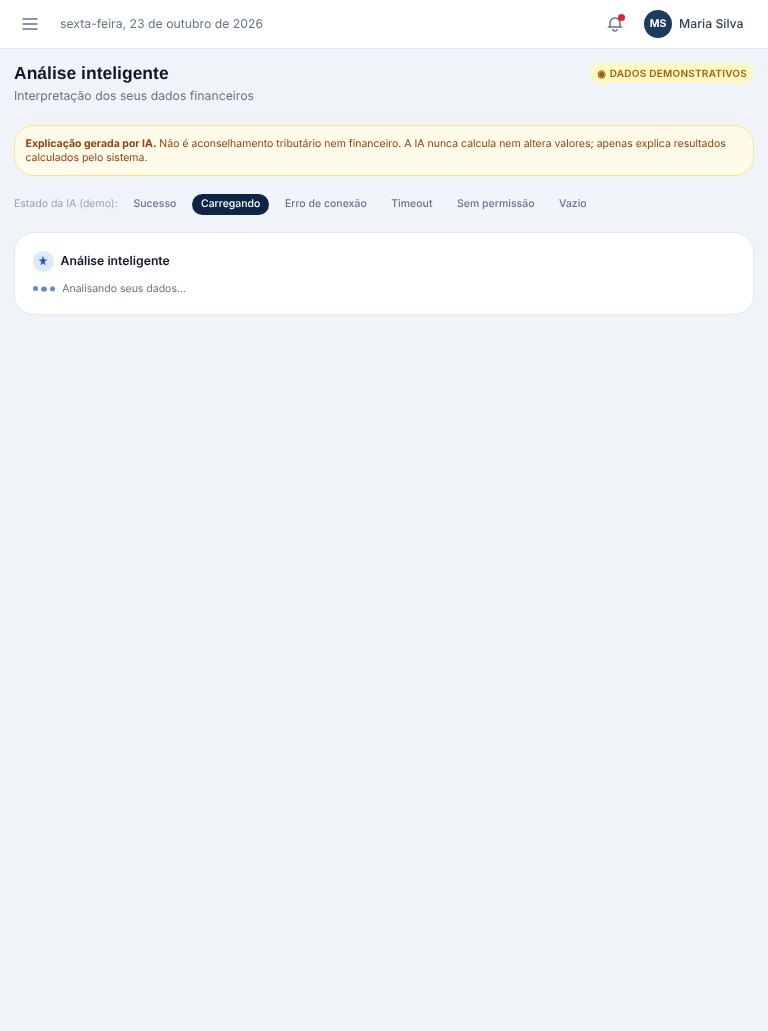 sexta-feira, 23 de outubro de 2026
MS Maria Silva
Análise inteligente
◉ DADOS DEMONSTRATIVOS
Interpretação dos seus dados financeiros
Explicação gerada por IA. Não é aconselhamento tributário nem financeiro. A IA nunca calcula nem altera valores; apenas explica resultados
calculados pelo sistema.
Estado da IA (demo): Sucesso Carregando Erro de conexão Timeout Sem permissão Vazio
Análise inteligente
Analisando seus dados...